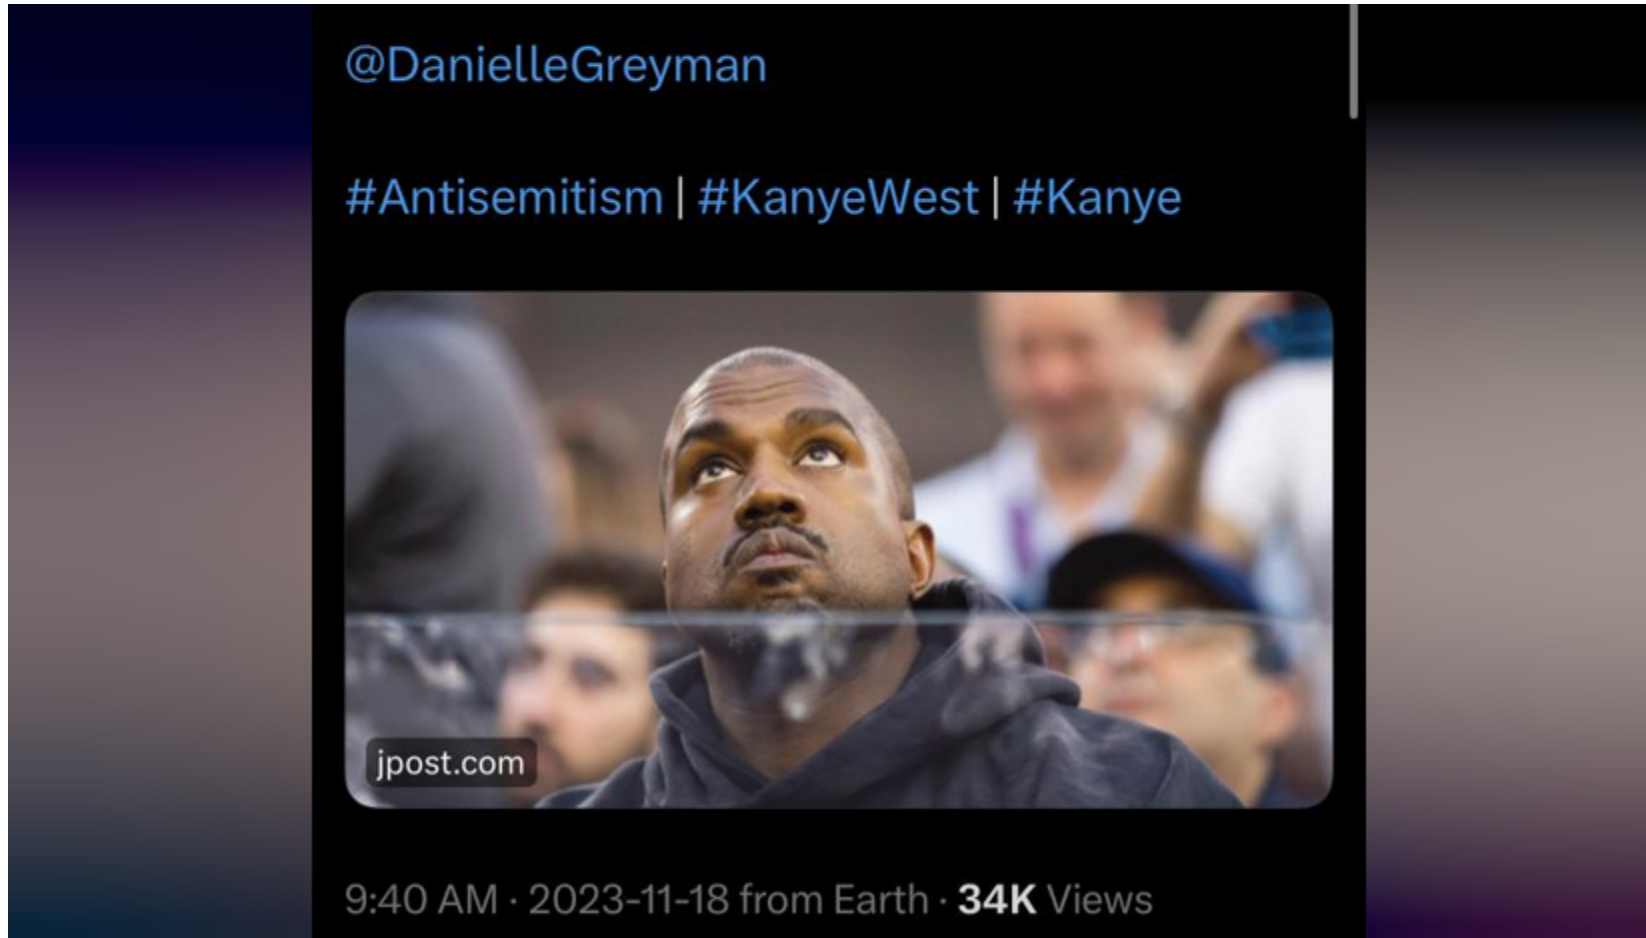 @DanielleGreyman
#Antisemitism | #KanyeWest | #Kanye
jpost.com
9:40 AM · 2023-11-18 from Earth · 34K Views